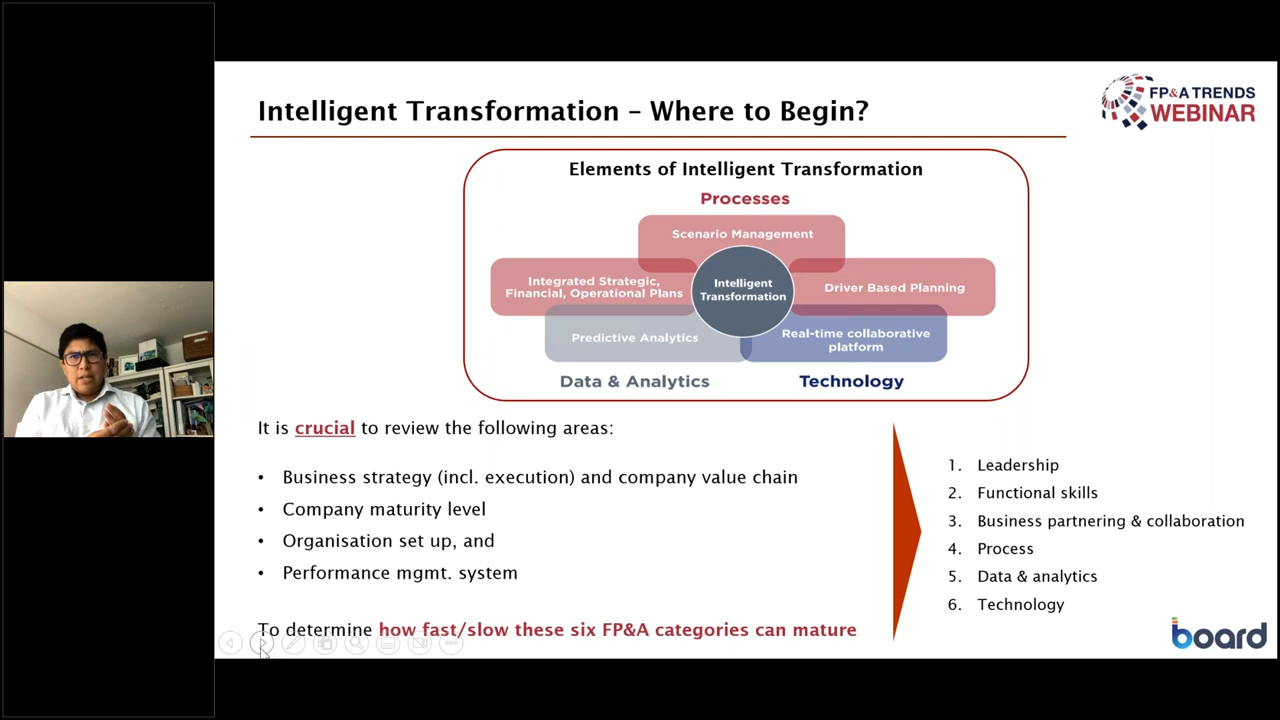 Intelligent Transformation – Where to Begin?
FP&A TRENDS
WEBINAR
Elements of Intelligent Transformation
Processes
Scenario Management
Integrated Strategic,
Financial, Operational Plans
Intelligent
Transformation
Driver Based Planning
Predictive Analytics
Real-time collaborative
platform
Data & Analytics
Technology
It is crucial to review the following areas:
• Business strategy (incl. execution) and company value chain
• Company maturity level
• Organisation set up, and
• Performance mgmt. system
To determine how fast/slow these six FP&A categories can mature
1. Leadership
2. Functional skills
3. Business partnering & collaboration
4. Process
5. Data & analytics
6. Technology
board